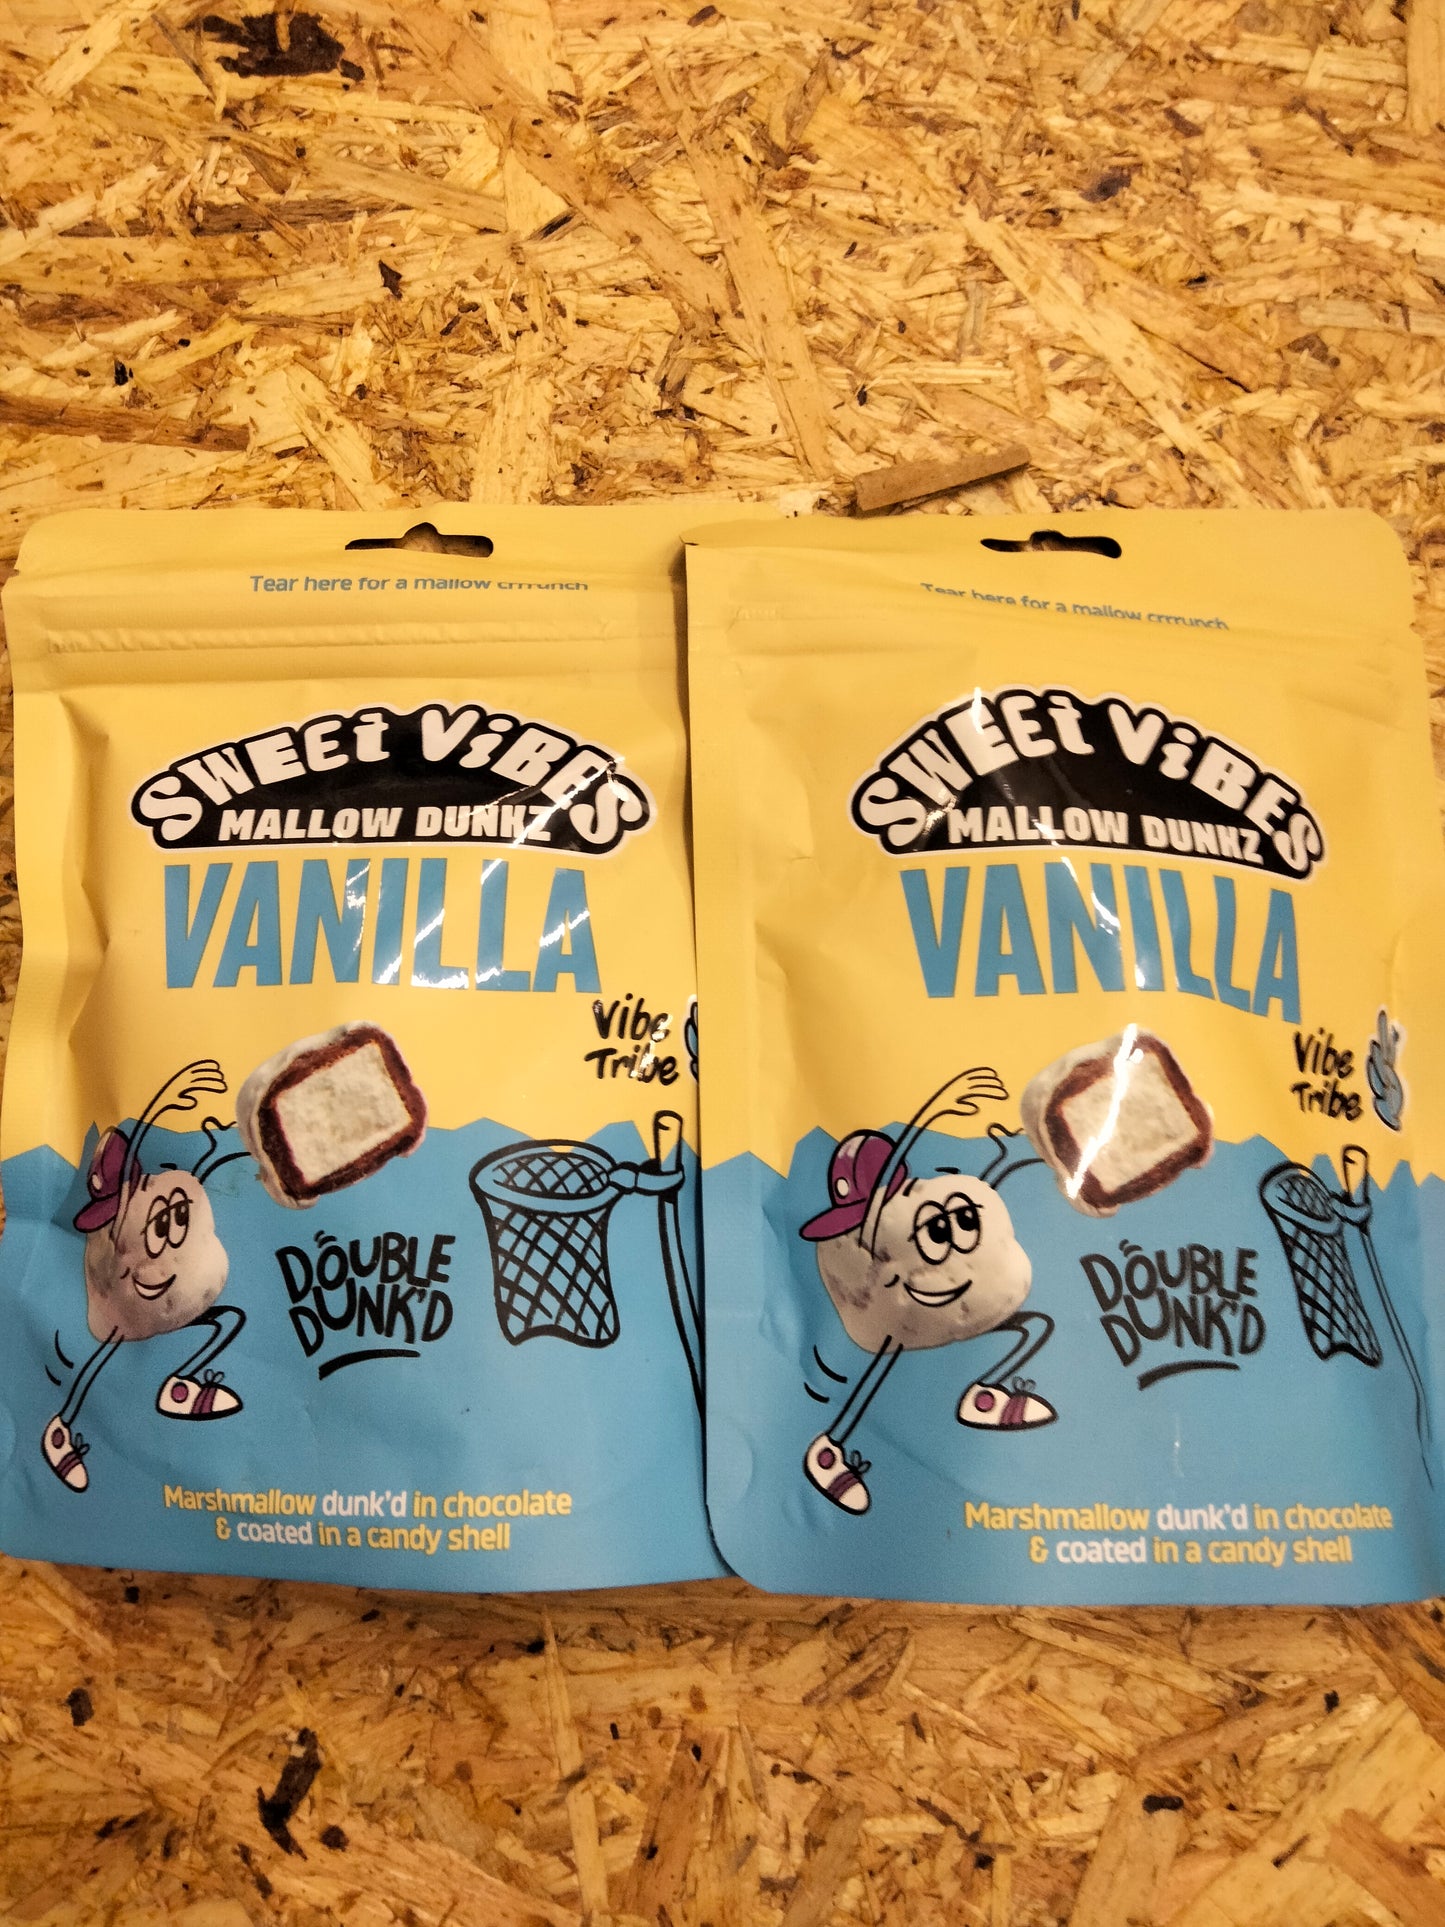 Tear here for a mallow crrrunch
SWEET VIBES
MALLOW DUNKZ
VANILLA
Vibe
Tribe
DOUBLE
DUNK'D
Marshmallow dunk'd in chocolate
& coated in a candy shell
Tear here for a mallow crrrunch
SWEET VIBES
MALLOW DUNKZ
VANILLA
Vibe
Tribe
DOUBLE
DUNK'D
Marshmallow dunk'd in chocolate
& coated in a candy shell